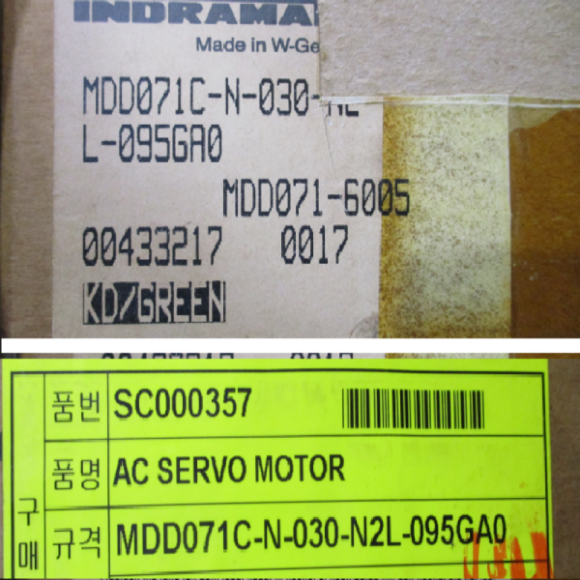 INDRAMA
Made in W-Ge
MDD071C-N-030-
L-095GA0
MDD071-6005
00433217 0017
KD/GREEN
구매
품번 SC000357
품명 AC SERVO MOTOR
규격 MDD071C-N-030-N2L-095GA0